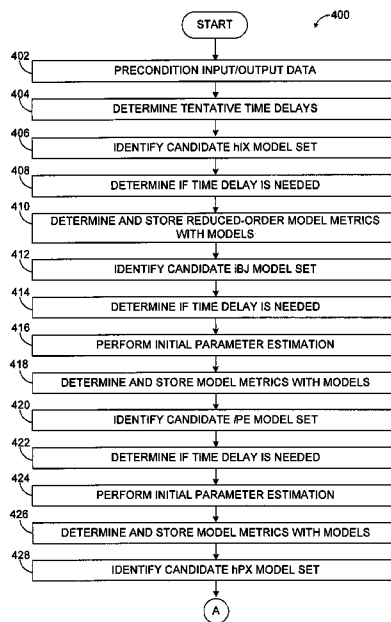 START
400
402
PRECONDITION INPUT/OUTPUT DATA
404
DETERMINE TENTATIVE TIME DELAYS
406
IDENTIFY CANDIDATE hIX MODEL SET
408
DETERMINE IF TIME DELAY IS NEEDED
410
DETERMINE AND STORE REDUCED-ORDER MODEL METRICS
WITH MODELS
412
IDENTIFY CANDIDATE iBJ MODEL SET
414
DETERMINE IF TIME DELAY IS NEEDED
416
PERFORM INITIAL PARAMETER ESTIMATION
418
DETERMINE AND STORE MODEL METRICS WITH MODELS
420
IDENTIFY CANDIDATE iPE MODEL SET
422
DETERMINE IF TIME DELAY IS NEEDED
424
PERFORM INITIAL PARAMETER ESTIMATION
426
DETERMINE AND STORE MODEL METRICS WITH MODELS
428
IDENTIFY CANDIDATE hPX MODEL SET
A